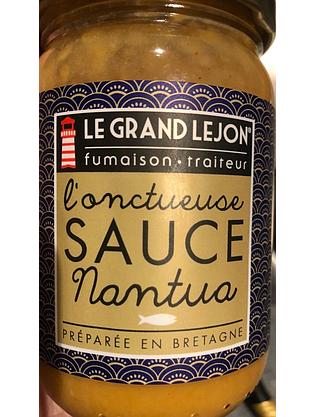 LE GRAND LEJON®
fumaison • traiteur
l'onctueuse
SAUCE
Nantua
PRÉPARÉE EN BRETAGNE